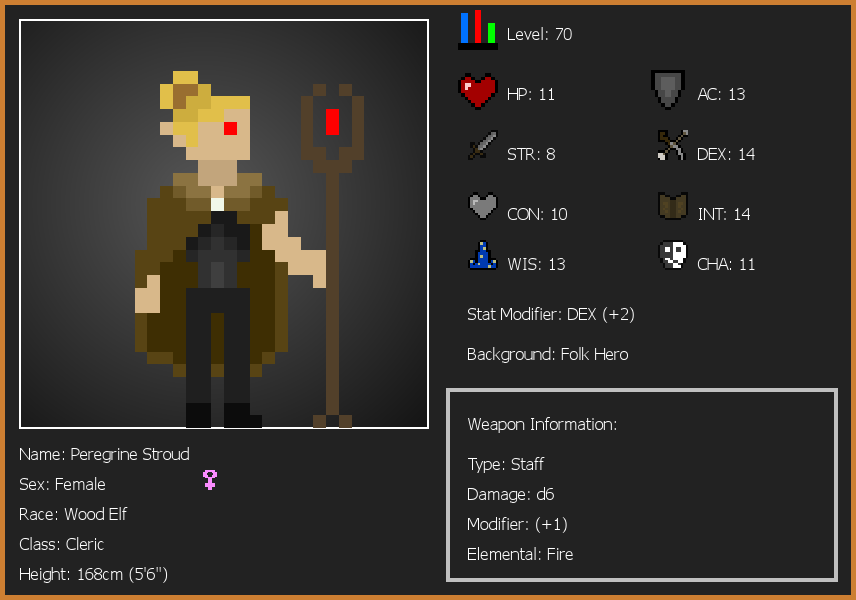 Level: 70
HP: 11
AC: 13
STR: 8
DEX: 14
CON: 10
INT: 14
WIS: 13
CHA: 11
Stat Modifier: DEX (+2)
Background: Folk Hero
Weapon Information:
Type: Staff
Damage: d6
Modifier: (+1)
Elemental: Fire
Name: Peregrine Stroud
Sex: Female
Race: Wood Elf
Class: Cleric
Height: 168cm (5'6")